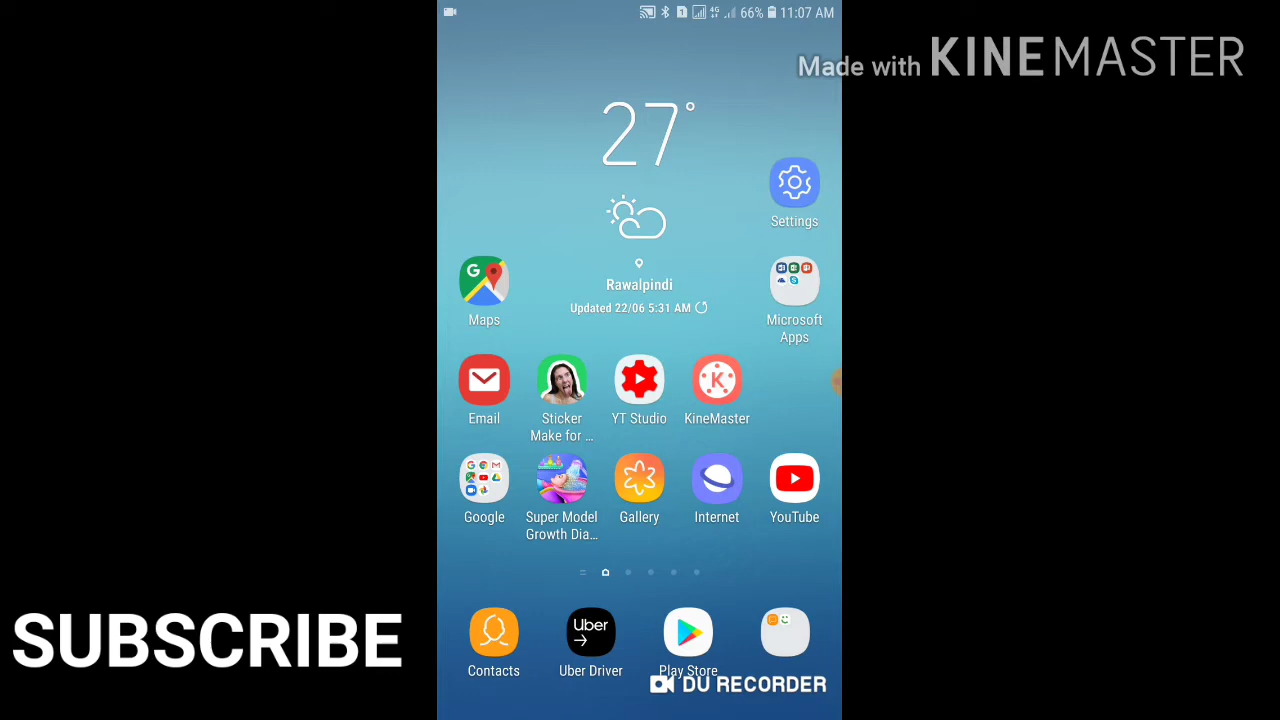 4G 66% 11:07 AM
Made with KINEMASTER
27°
Settings
Rawalpindi
Updated 22/06 5:31 AM
Maps
Microsoft
Apps
Email
Sticker
Make for ...
YT Studio
KineMaster
Google
Super Model
Growth Dia...
Gallery
Internet
YouTube
SUBSCRIBE
Contacts
Uber
Uber Driver
Play Store
DU RECORDER